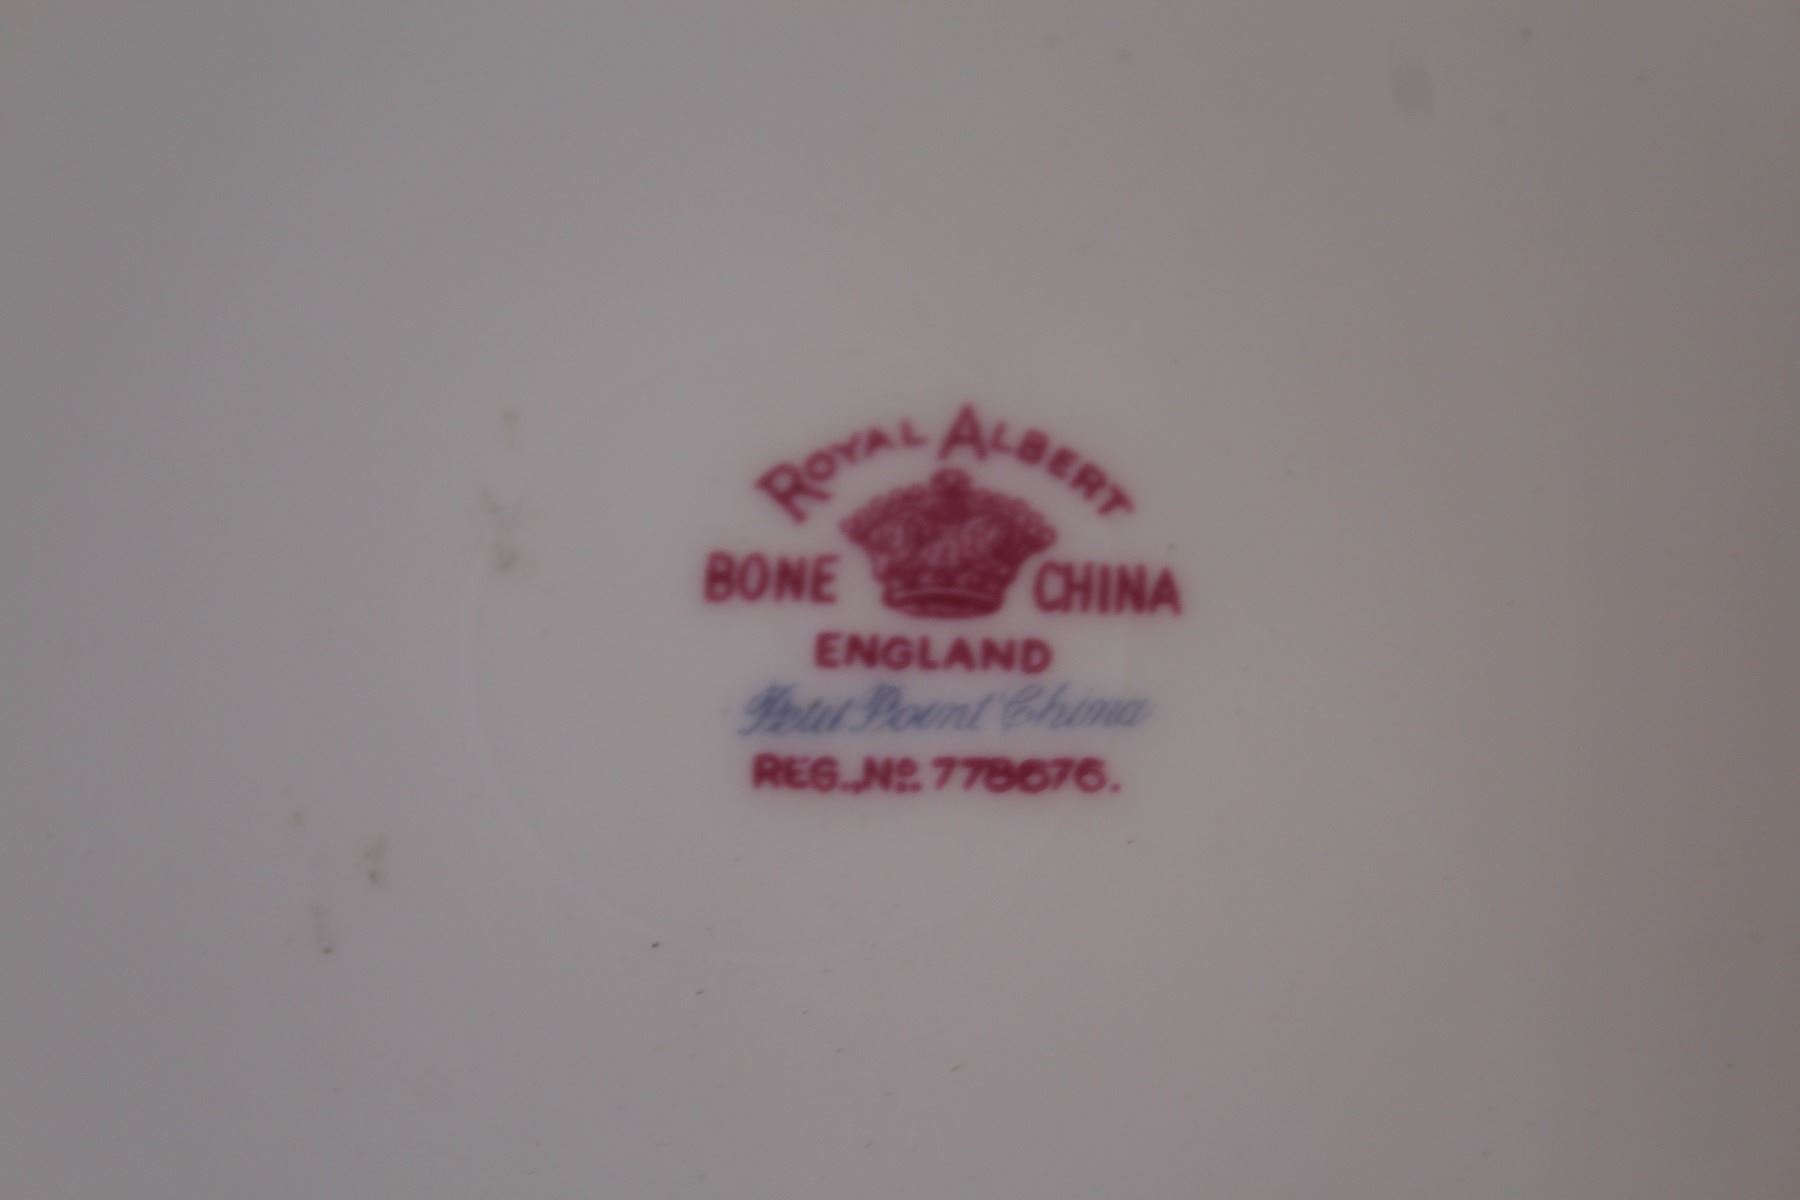 ROYAL ALBERT
BONE CHINA
ENGLAND
Petit Point China
REG., No. 778676.